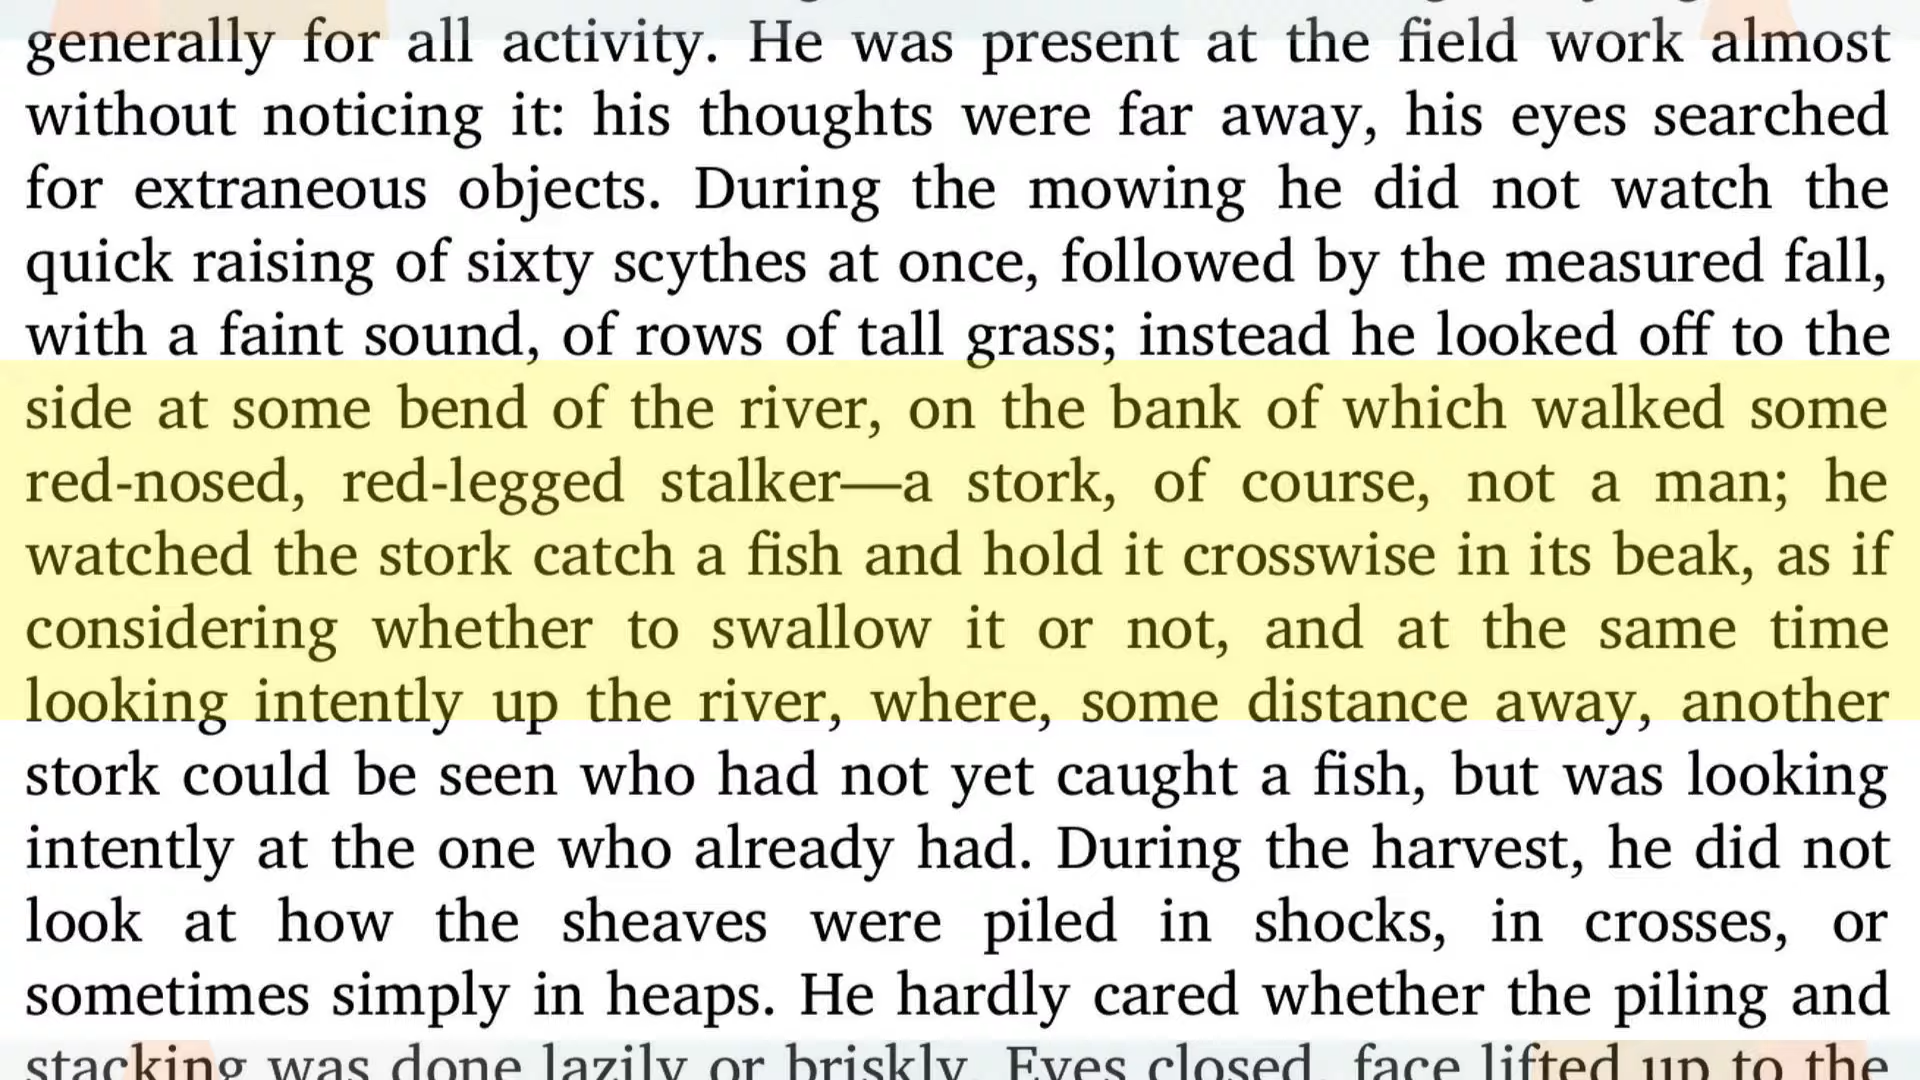 generally for all activity. He was present at the field work almost
without noticing it: his thoughts were far away, his eyes searched
for extraneous objects. During the mowing he did not watch the
quick raising of sixty scythes at once, followed by the measured fall,
with a faint sound, of rows of tall grass; instead he looked off to the
side at some bend of the river, on the bank of which walked some
red-nosed, red-legged stalker—a stork, of course, not a man; he
watched the stork catch a fish and hold it crosswise in its beak, as if
considering whether to swallow it or not, and at the same time
looking intently up the river, where, some distance away, another
stork could be seen who had not yet caught a fish, but was looking
intently at the one who already had. During the harvest, he did not
look at how the sheaves were piled in shocks, in crosses, or
sometimes simply in heaps. He hardly cared whether the piling and
stacking was done lazily or briskly. Eyes closed, face lifted up to the